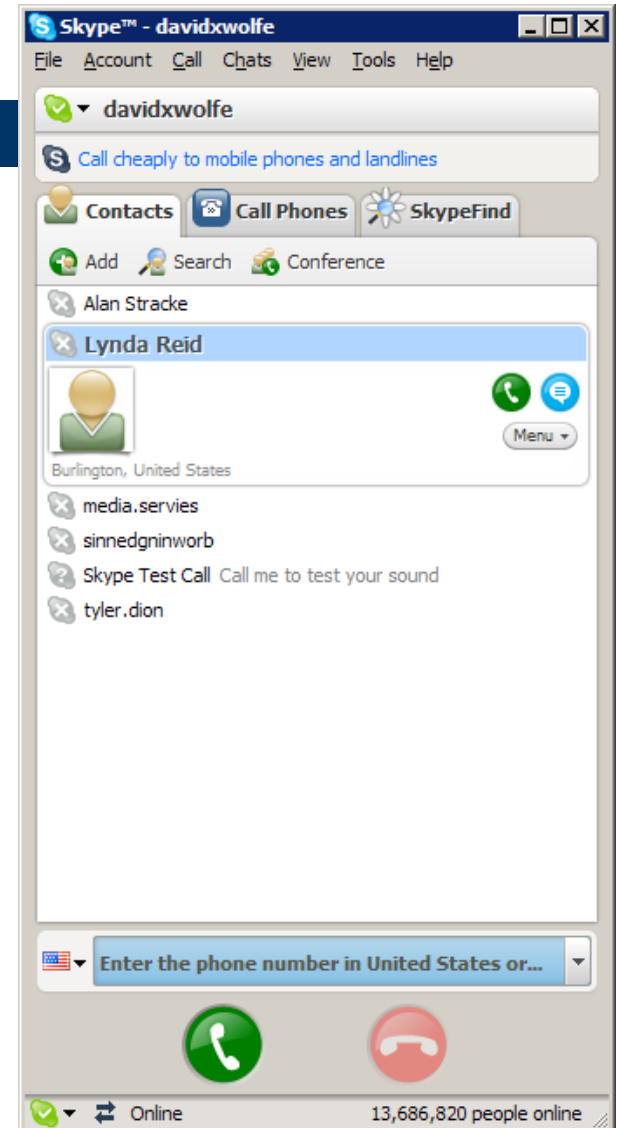 Skype™ - davidxwolfe
File Account Call Chats View Tools Help
davidxwolfe
Call cheaply to mobile phones and landlines
Contacts Call Phones SkypeFind
Add Search Conference
Alan Stracke
Lynda Reid
Menu
Burlington, United States
media.servies
sinnedgninworb
Skype Test Call Call me to test your sound
tyler.dion
Enter the phone number in United States or...
Online 13,686,820 people online